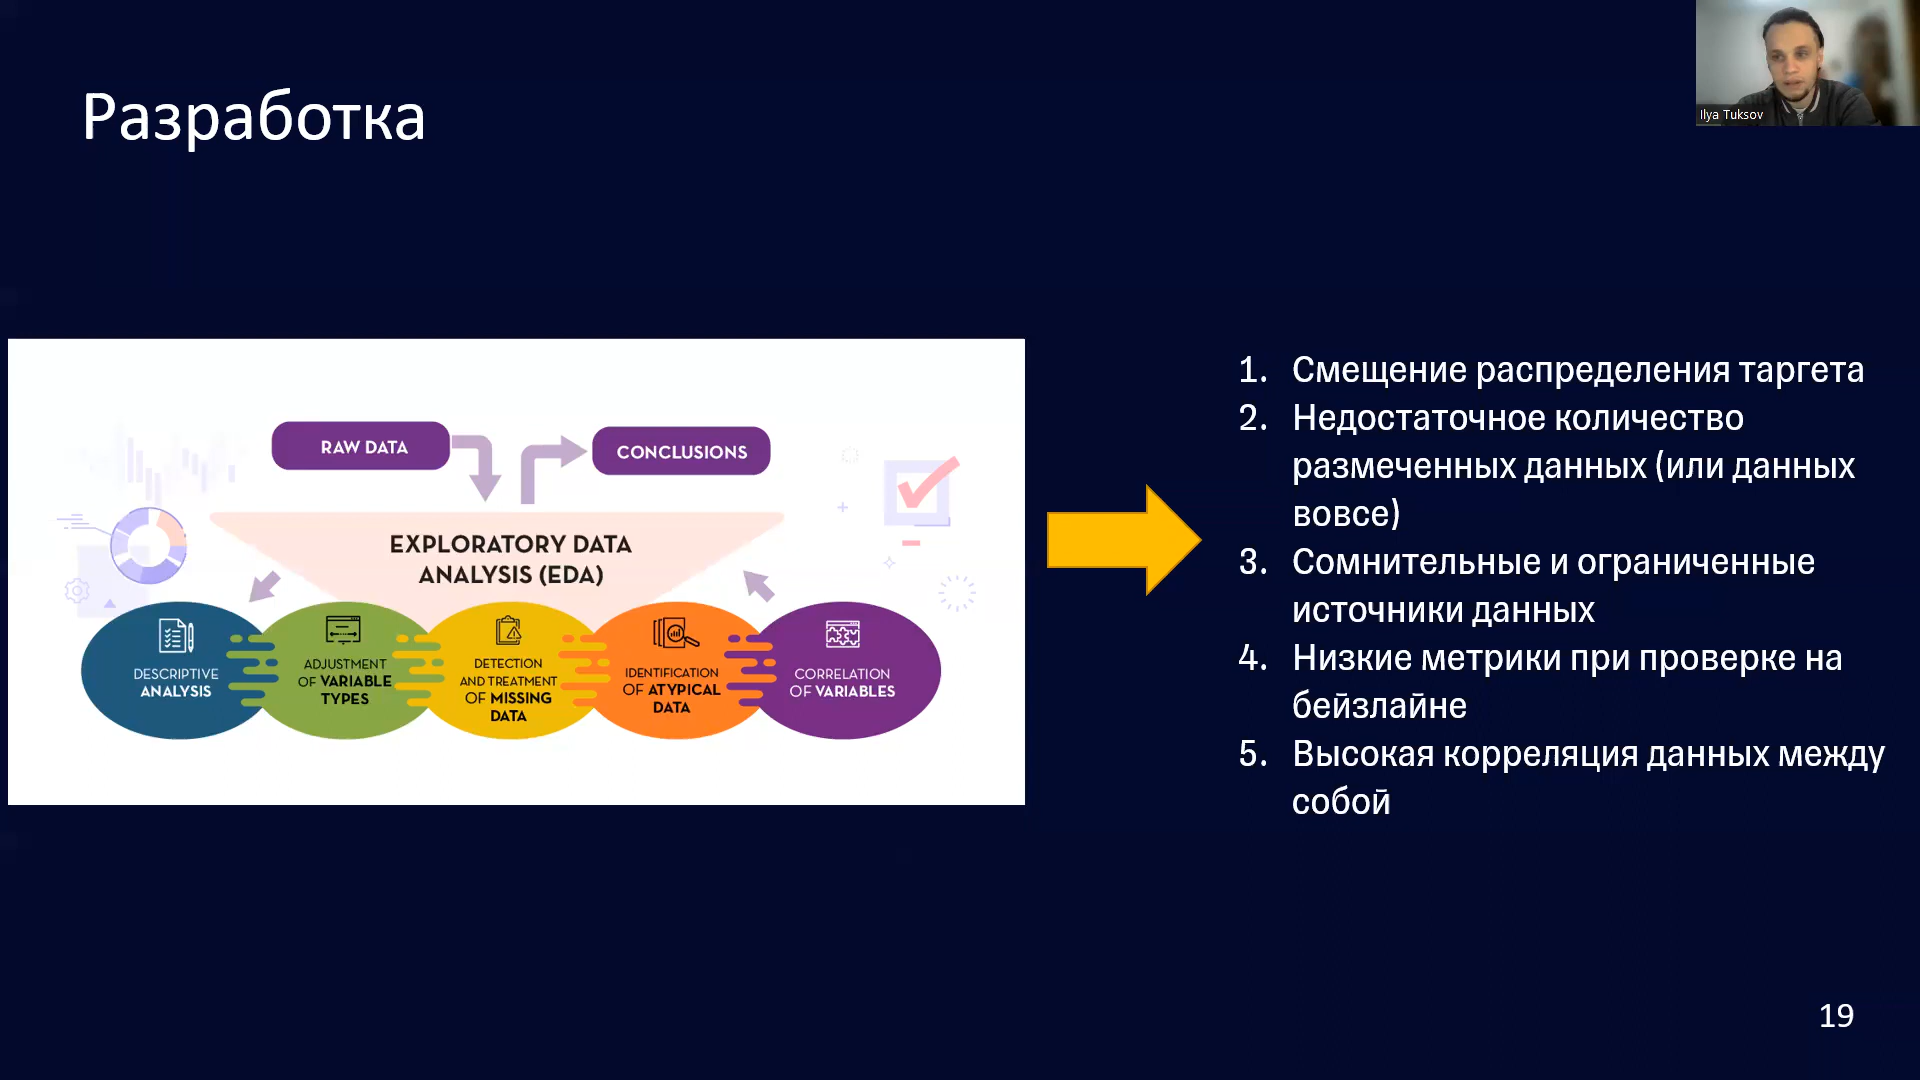 Разработка
Ilya Tuksov
RAW DATA
CONCLUSIONS
EXPLORATORY DATA
ANALYSIS (EDA)
DESCRIPTIVE
ANALYSIS
ADJUSTMENT
OF VARIABLE
TYPES
DETECTION
AND TREATMENT
OF MISSING
DATA
IDENTIFICATION
OF ATYPICAL
DATA
CORRELATION
OF VARIABLES
1. Смещение распределения таргета
2. Недостаточное количество
размеченных данных (или данных
вовсе)
3. Сомнительные и ограниченные
источники данных
4. Низкие метрики при проверке на
бейзлайне
5. Высокая корреляция данных между
собой
19